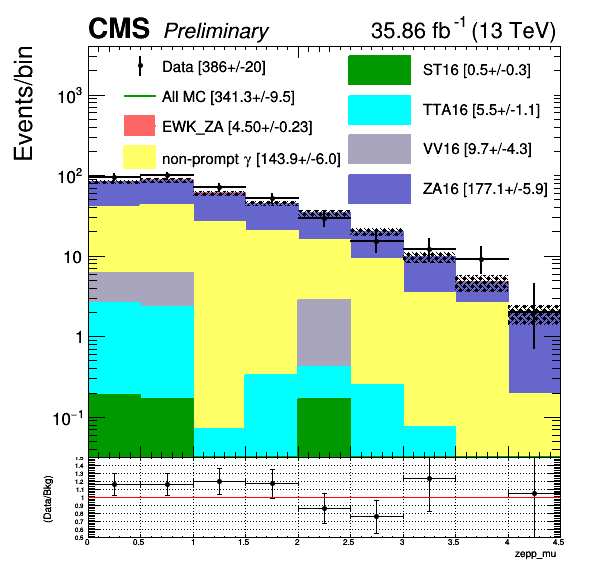 CMS Preliminary 35.86 fb⁻¹ (13 TeV)
Events/bin
Data [386+/-20]
All MC [341.3+/-9.5]
EWK_ZA [4.50+/-0.23]
non-prompt γ [143.9+/-6.0]
ST16 [0.5+/-0.3]
TTA16 [5.5+/-1.1]
VV16 [9.7+/-4.3]
ZA16 [177.1+/-5.9]
10³
10²
10
1
10⁻¹
(Data/Bkg)
1.5
1.4
1.3
1.2
1.1
1
0.9
0.8
0.7
0.6
0.5
0 0.5 1 1.5 2 2.5 3 3.5 4 4.5
zepp_mu